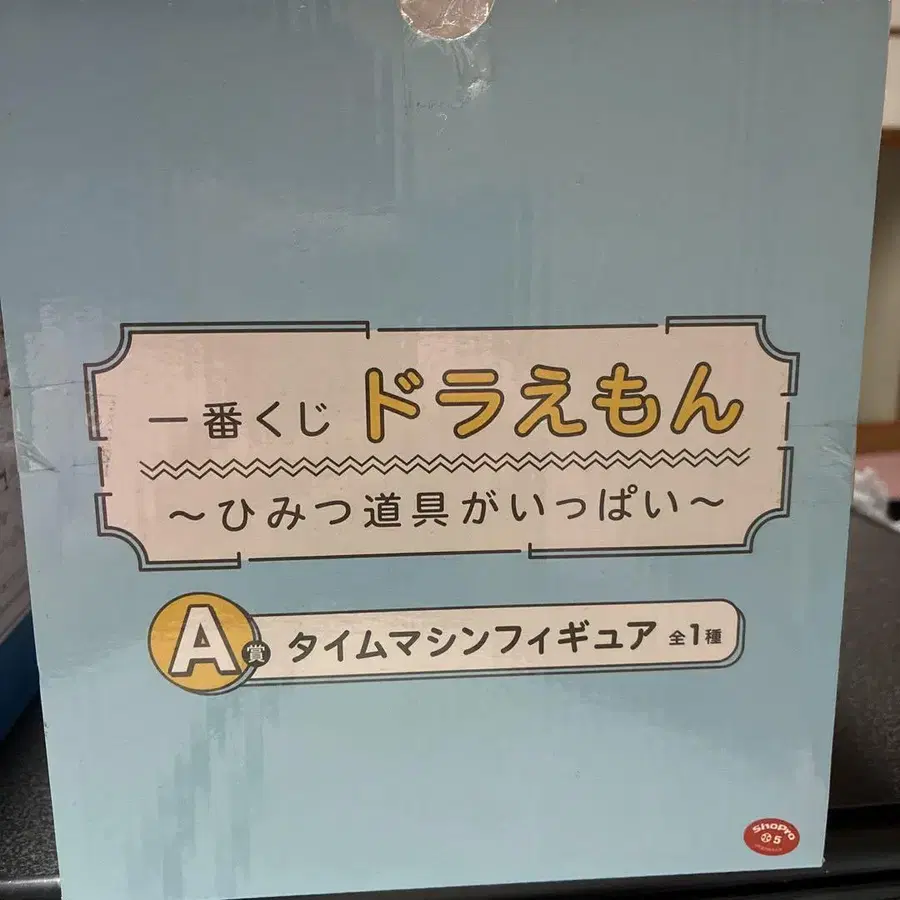 一番くじ ドラえもん
〜ひみつ道具がいっぱい〜
A賞 タイムマシンフィギュア 全1種
ShoPro
5